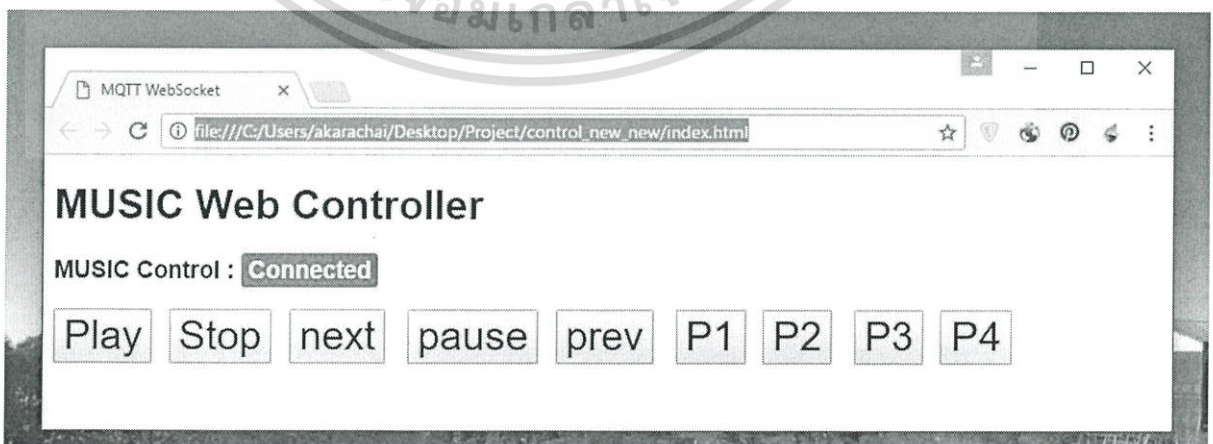 MQTT WebSocket
file:///C:/Users/akarachai/Desktop/Project/control_new_new/index.html
MUSIC Web Controller
MUSIC Control : Connected
Play Stop next pause prev P1 P2 P3 P4